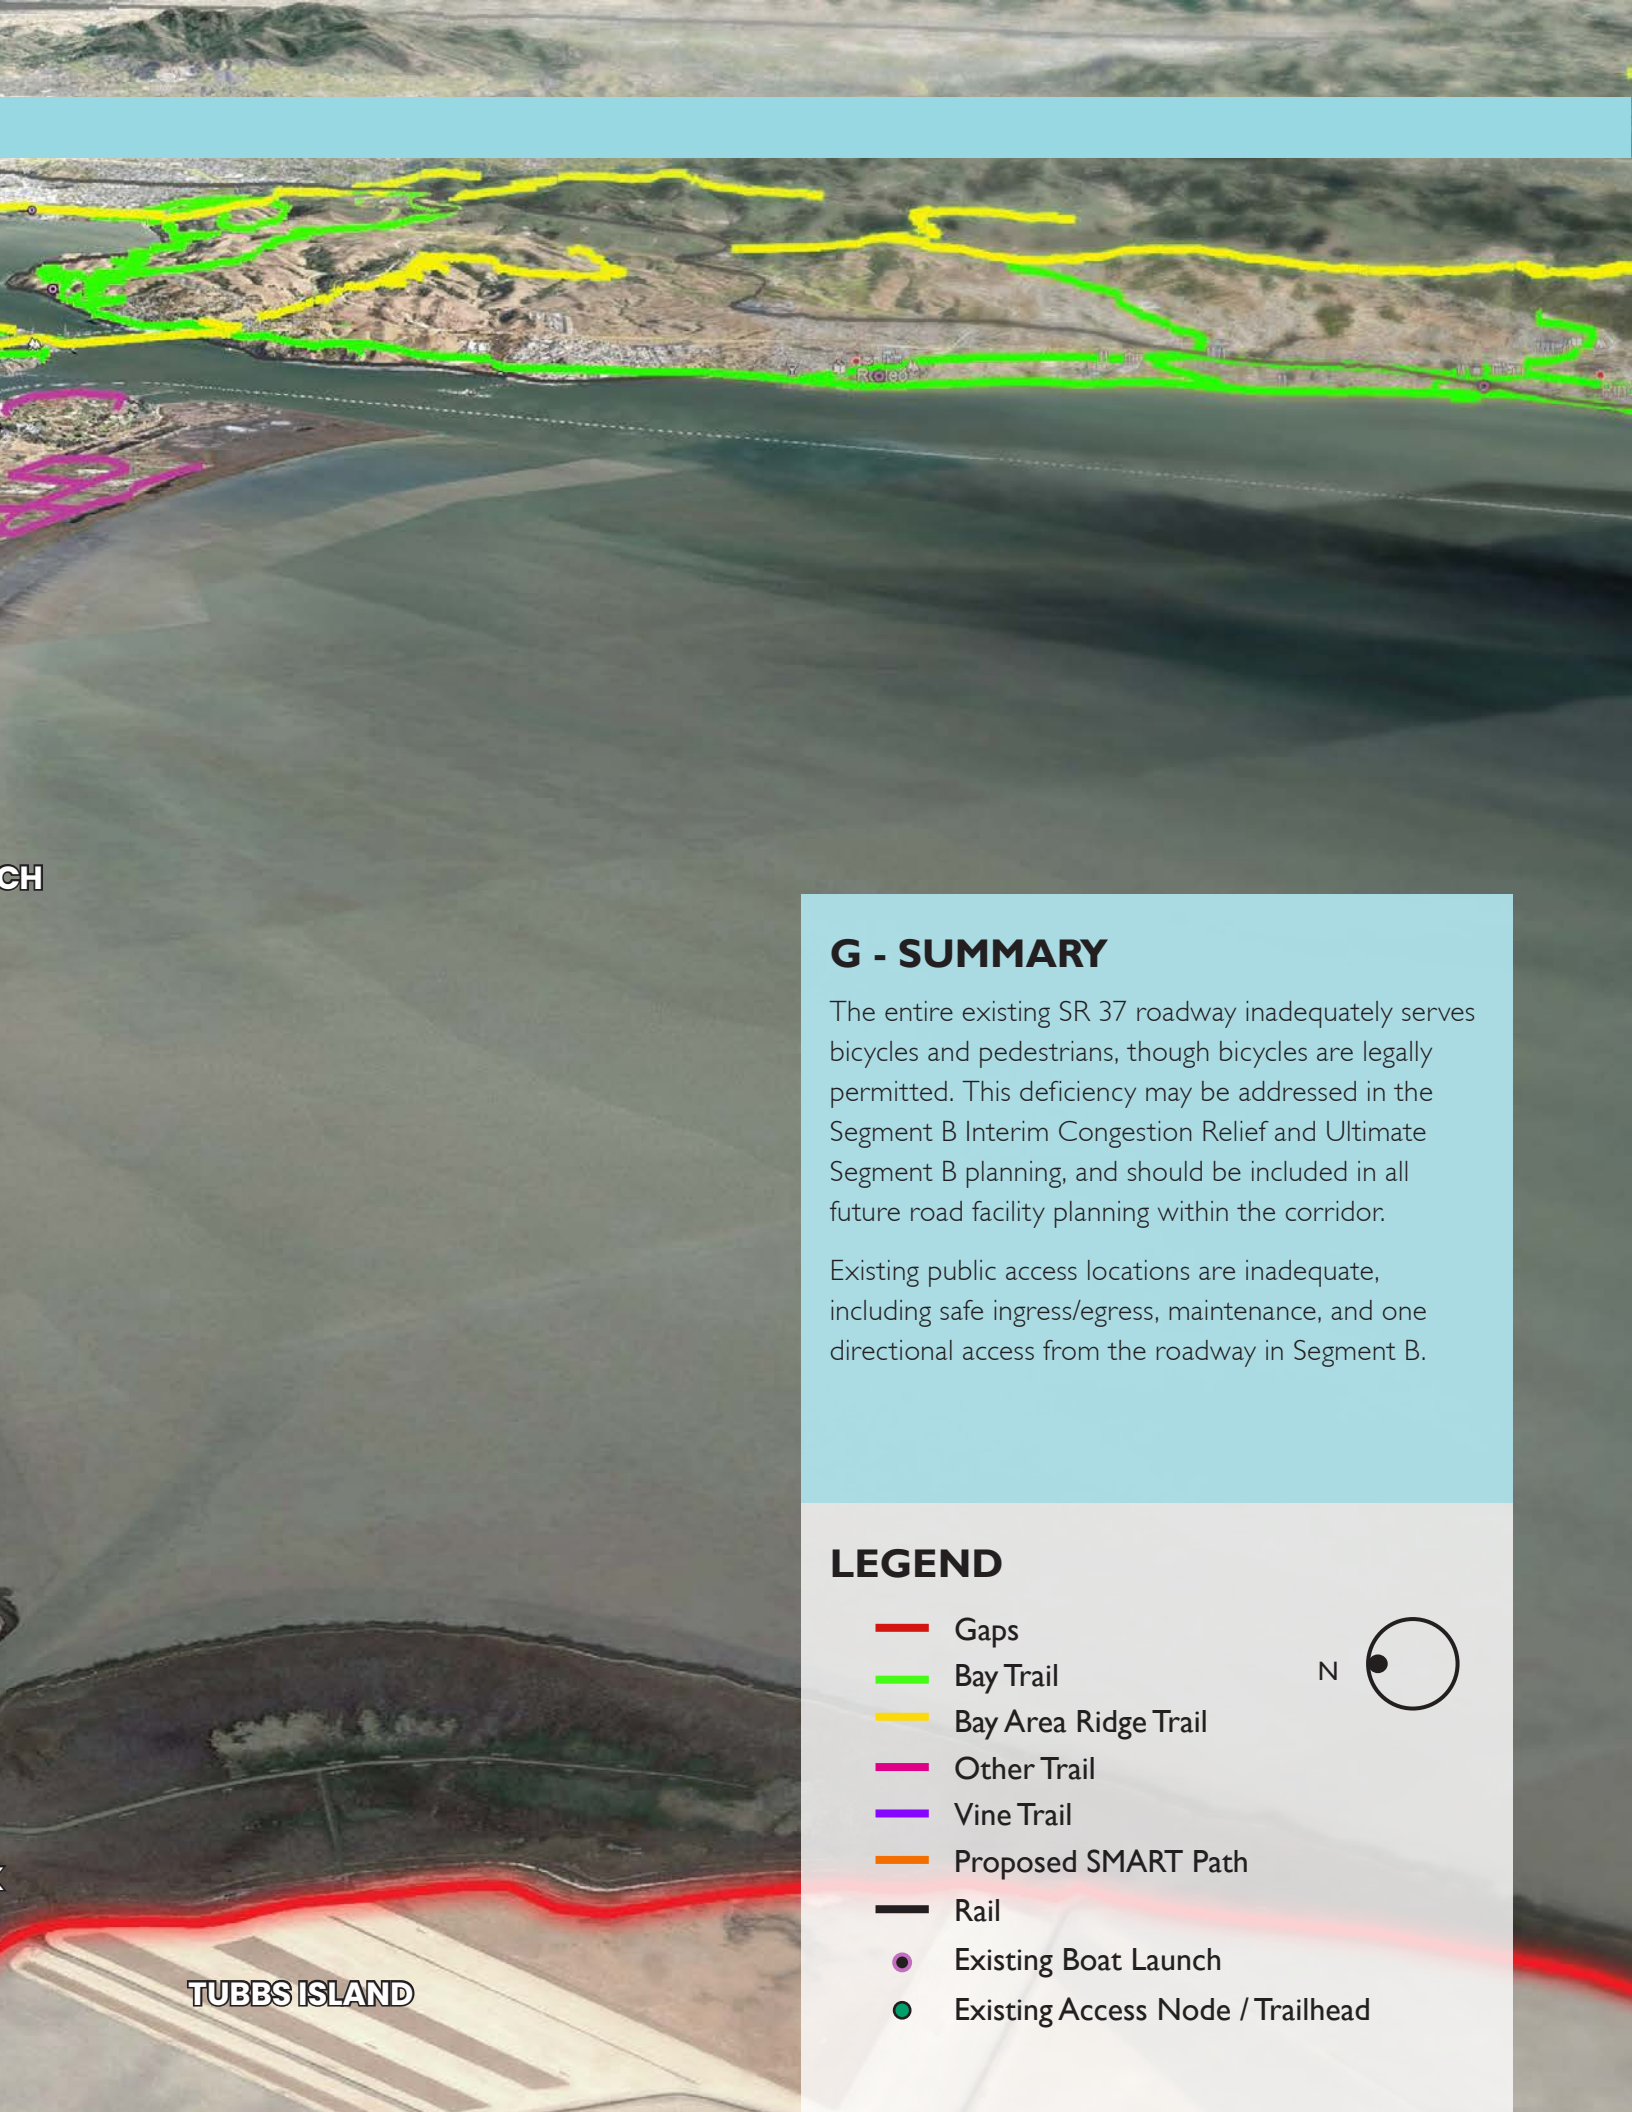 CH
G - SUMMARY
The entire existing SR 37 roadway inadequately serves
bicycles and pedestrians, though bicycles are legally
permitted. This deficiency may be addressed in the
Segment B Interim Congestion Relief and Ultimate
Segment B planning, and should be included in all
future road facility planning within the corridor.
Existing public access locations are inadequate,
including safe ingress/egress, maintenance, and one
directional access from the roadway in Segment B.
LEGEND
Gaps
Bay Trail
Bay Area Ridge Trail
Other Trail
Vine Trail
Proposed SMART Path
Rail
Existing Boat Launch
Existing Access Node / Trailhead
N
TUBBS ISLAND